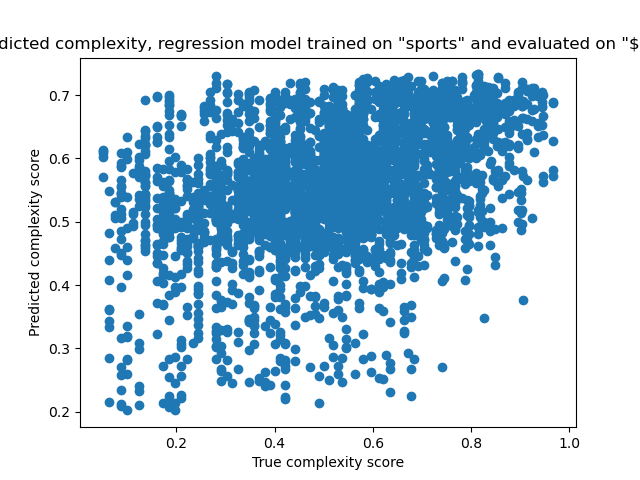 dicted complexity, regression model trained on "sports" and evaluated on "$
0.7
0.6
0.5
0.4
0.3
0.2
Predicted complexity score
0.2 0.4 0.6 0.8 1.0
True complexity score